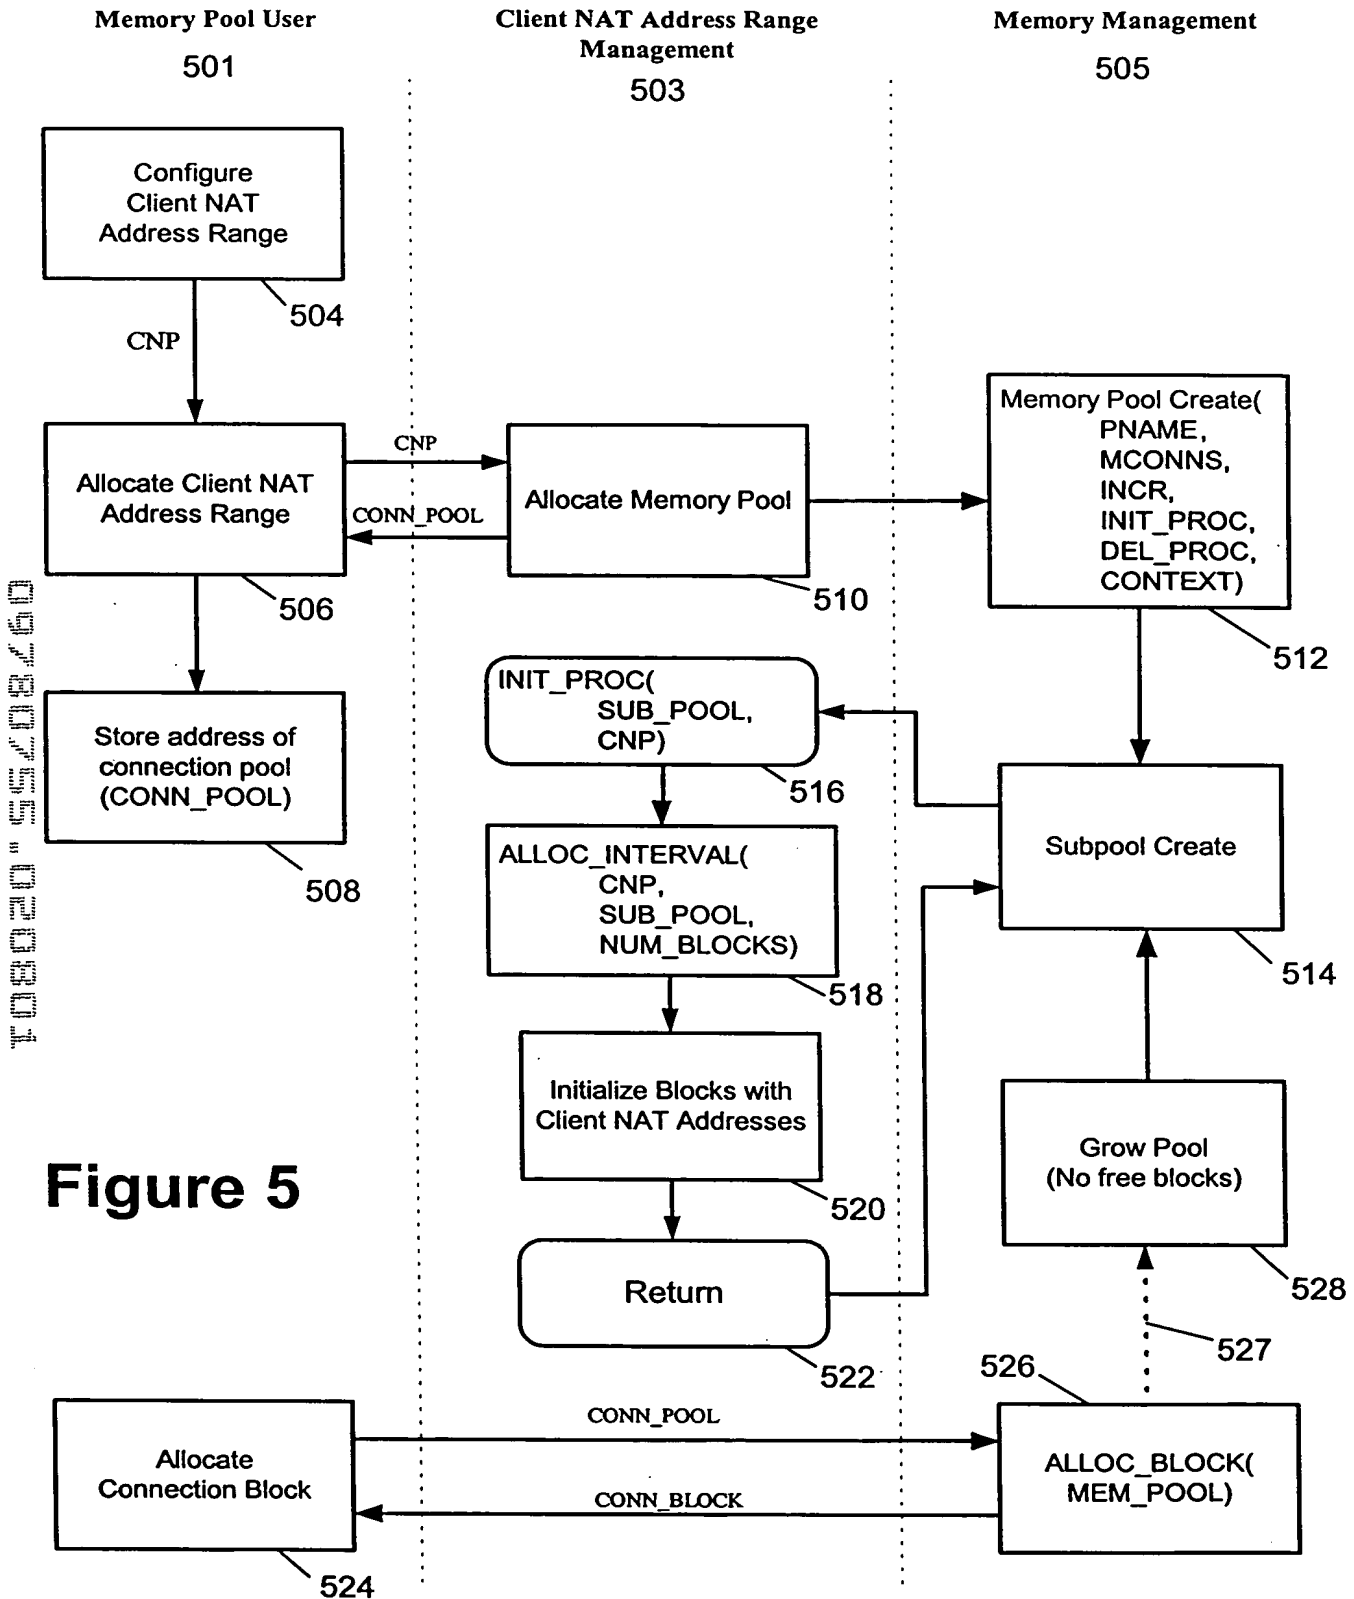 Memory Pool User
501
Client NAT Address Range
Management
503
Memory Management
505
Configure
Client NAT
Address Range
504
CNP
Allocate Client NAT
Address Range
506
CNP
CONN_POOL
Allocate Memory Pool
510
Memory Pool Create(
PNAME,
MCONNS,
INCR,
INIT_PROC,
DEL_PROC,
CONTEXT)
512
Store address of
connection pool
(CONN_POOL)
508
INIT_PROC(
SUB_POOL,
CNP)
516
ALLOC_INTERVAL(
CNP,
SUB_POOL,
NUM_BLOCKS)
518
Subpool Create
514
Initialize Blocks with
Client NAT Addresses
520
Grow Pool
(No free blocks)
528
Return
522
527
526
Allocate
Connection Block
524
CONN_POOL
CONN_BLOCK
ALLOC_BLOCK(
MEM_POOL)
Figure 5
09780755.020801